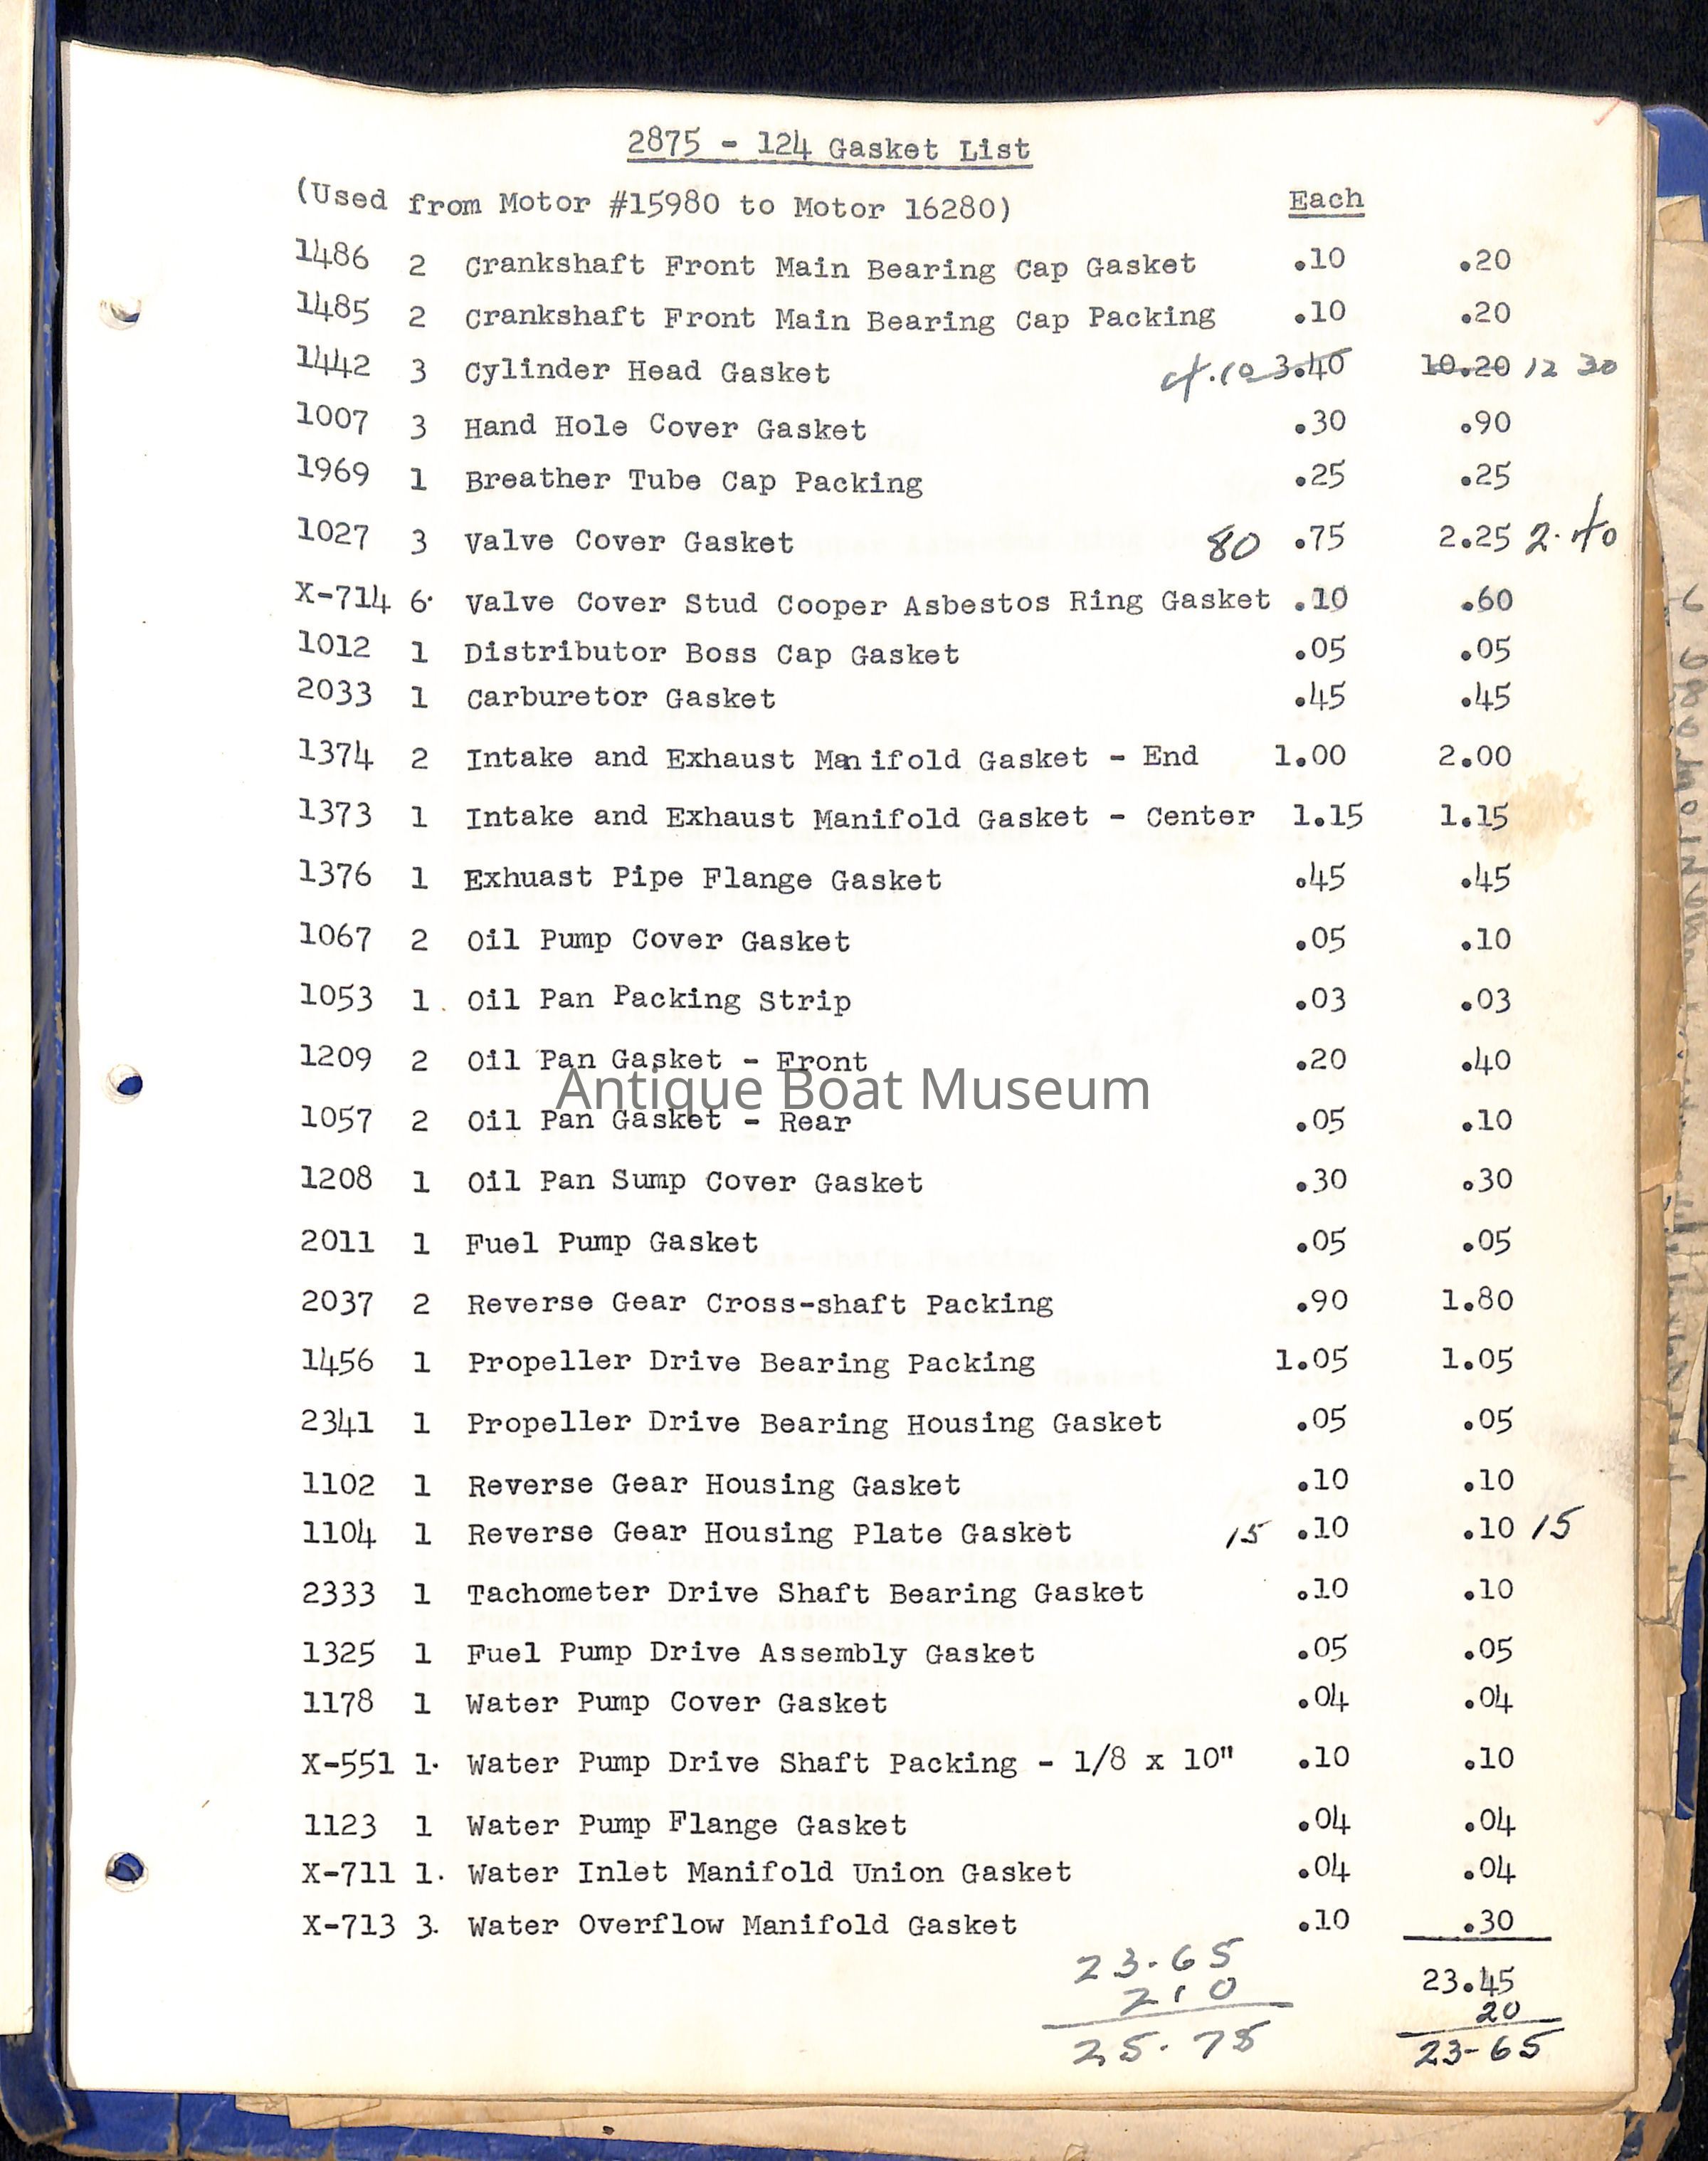 2875 - 124 Gasket List
(Used from Motor #15980 to Motor 16280) Each
1486 2 Crankshaft Front Main Bearing Cap Gasket .10 .20
1485 2 Crankshaft Front Main Bearing Cap Packing .10 .20
1442 3 Cylinder Head Gasket 4.10 3.40 10.20 12 30
1007 3 Hand Hole Cover Gasket .30 .90
1969 1 Breather Tube Cap Packing .25 .25
1027 3 Valve Cover Gasket 80 .75 2.25 2.40
X-714 6. Valve Cover Stud Cooper Asbestos Ring Gasket .10 .60
1012 1 Distributor Boss Cap Gasket .05 .05
2033 1 Carburetor Gasket .45 .45
1374 2 Intake and Exhaust Manifold Gasket - End 1.00 2.00
1373 1 Intake and Exhaust Manifold Gasket - Center 1.15 1.15
1376 1 Exhuast Pipe Flange Gasket .45 .45
1067 2 Oil Pump Cover Gasket .05 .10
1053 1. Oil Pan Packing Strip .03 .03
1209 2 Oil Pan Gasket - Front .20 .40
Antique Boat Museum
1057 2 Oil Pan Gasket - Rear .05 .10
1208 1 Oil Pan Sump Cover Gasket .30 .30
2011 1 Fuel Pump Gasket .05 .05
2037 2 Reverse Gear Cross-shaft Packing .90 1.80
1456 1 Propeller Drive Bearing Packing 1.05 1.05
2341 1 Propeller Drive Bearing Housing Gasket .05 .05
1102 1 Reverse Gear Housing Gasket .10 .10
1104 1 Reverse Gear Housing Plate Gasket 15 .10 .10 15
2333 1 Tachometer Drive Shaft Bearing Gasket .10 .10
1325 1 Fuel Pump Drive Assembly Gasket .05 .05
1178 1 Water Pump Cover Gasket .04 .04
X-551 1. Water Pump Drive Shaft Packing - 1/8 x 10" .10 .10
1123 1 Water Pump Flange Gasket .04 .04
X-711 1. Water Inlet Manifold Union Gasket .04 .04
X-713 3. Water Overflow Manifold Gasket .10 .30
23.65 23.45
210 20
25.75 23-65